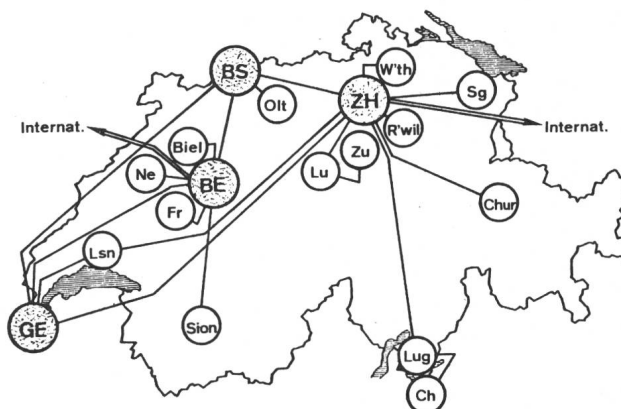 BS
Olt
ZH
W'th
Sg
R'wil
Internat.
Internat.
Biel
Ne
BE
Fr
Lu
Zu
Chur
Lsn
GE
Sion
Lug
Ch